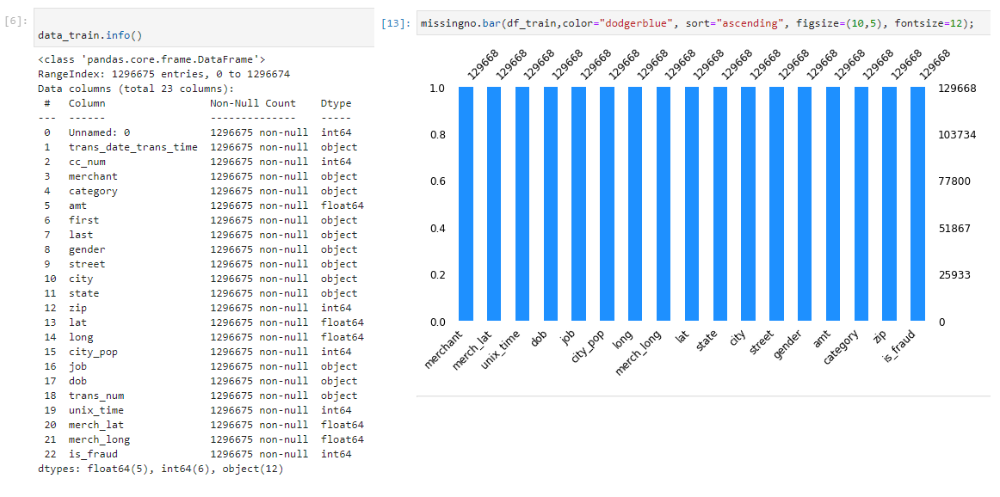 [6]:
data_train.info()
<class 'pandas.core.frame.DataFrame'>
RangeIndex: 1296675 entries, 0 to 1296674
Data columns (total 23 columns):
 #   Column                 Non-Null Count    Dtype
---  ------                 --------------    -----
 0   Unnamed: 0             1296675 non-null  int64
 1   trans_date_trans_time  1296675 non-null  object
 2   cc_num                 1296675 non-null  int64
 3   merchant               1296675 non-null  object
 4   category               1296675 non-null  object
 5   amt                    1296675 non-null  float64
 6   first                  1296675 non-null  object
 7   last                   1296675 non-null  object
 8   gender                 1296675 non-null  object
 9   street                 1296675 non-null  object
 10  city                   1296675 non-null  object
 11  state                  1296675 non-null  object
 12  zip                    1296675 non-null  int64
 13  lat                    1296675 non-null  float64
 14  long                   1296675 non-null  float64
 15  city_pop               1296675 non-null  int64
 16  job                    1296675 non-null  object
 17  dob                    1296675 non-null  object
 18  trans_num              1296675 non-null  object
 19  unix_time              1296675 non-null  int64
 20  merch_lat              1296675 non-null  float64
 21  merch_long             1296675 non-null  float64
 22  is_fraud               1296675 non-null  int64
dtypes: float64(5), int64(6), object(12)
[13]: missingno.bar(df_train,color="dodgerblue", sort="ascending", figsize=(10,5), fontsize=12);
129668 129668 129668 129668 129668 129668 129668 129668 129668 129668 129668 129668 129668 129668 129668 129668 129668
1.0 129668
0.8 103734
0.6 77800
0.4 51867
0.2 25933
0.0 0
merchant merch_lat unix_time dob job city_pop long merch_long lat state city street gender amt category zip is_fraud